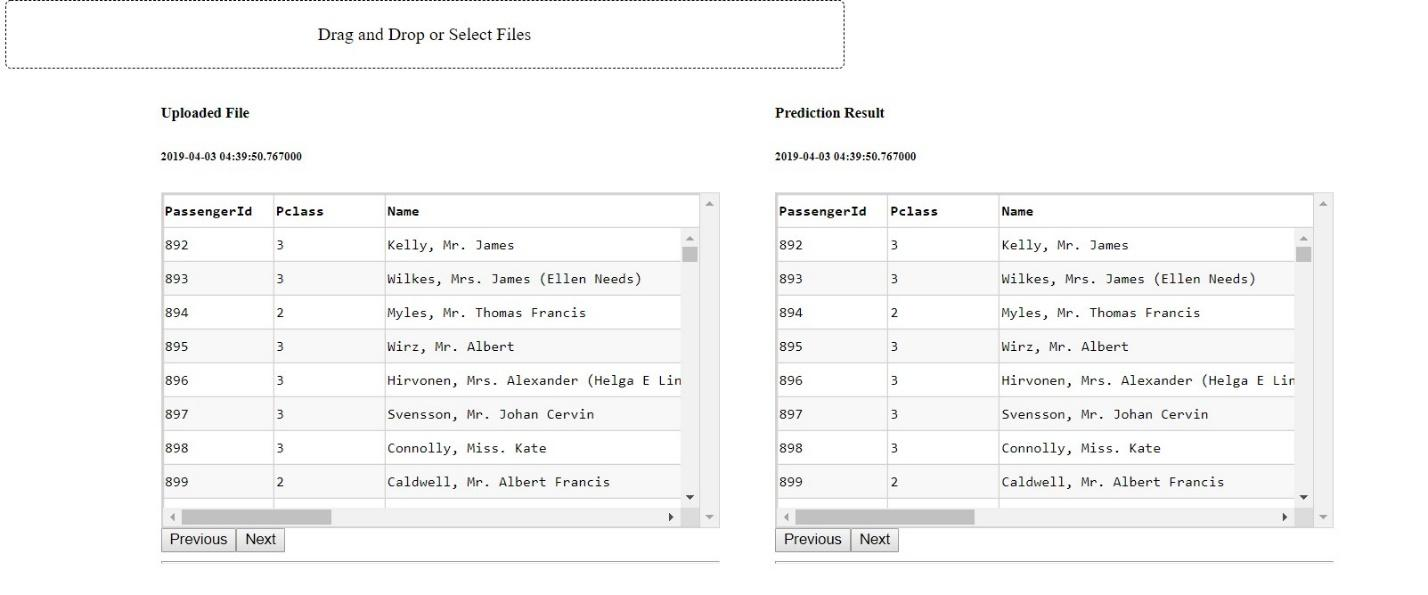 Drag and Drop or Select Files
Uploaded File
2019-04-03 04:39:50.767000
PassengerId Pclass Name
892 3 Kelly, Mr. James
893 3 Wilkes, Mrs. James (Ellen Needs)
894 2 Myles, Mr. Thomas Francis
895 3 Wirz, Mr. Albert
896 3 Hirvonen, Mrs. Alexander (Helga E Lin
897 3 Svensson, Mr. Johan Cervin
898 3 Connolly, Miss. Kate
899 2 Caldwell, Mr. Albert Francis
Previous Next
Prediction Result
2019-04-03 04:39:50.767000
PassengerId Pclass Name
892 3 Kelly, Mr. James
893 3 Wilkes, Mrs. James (Ellen Needs)
894 2 Myles, Mr. Thomas Francis
895 3 Wirz, Mr. Albert
896 3 Hirvonen, Mrs. Alexander (Helga E Lin
897 3 Svensson, Mr. Johan Cervin
898 3 Connolly, Miss. Kate
899 2 Caldwell, Mr. Albert Francis
Previous Next